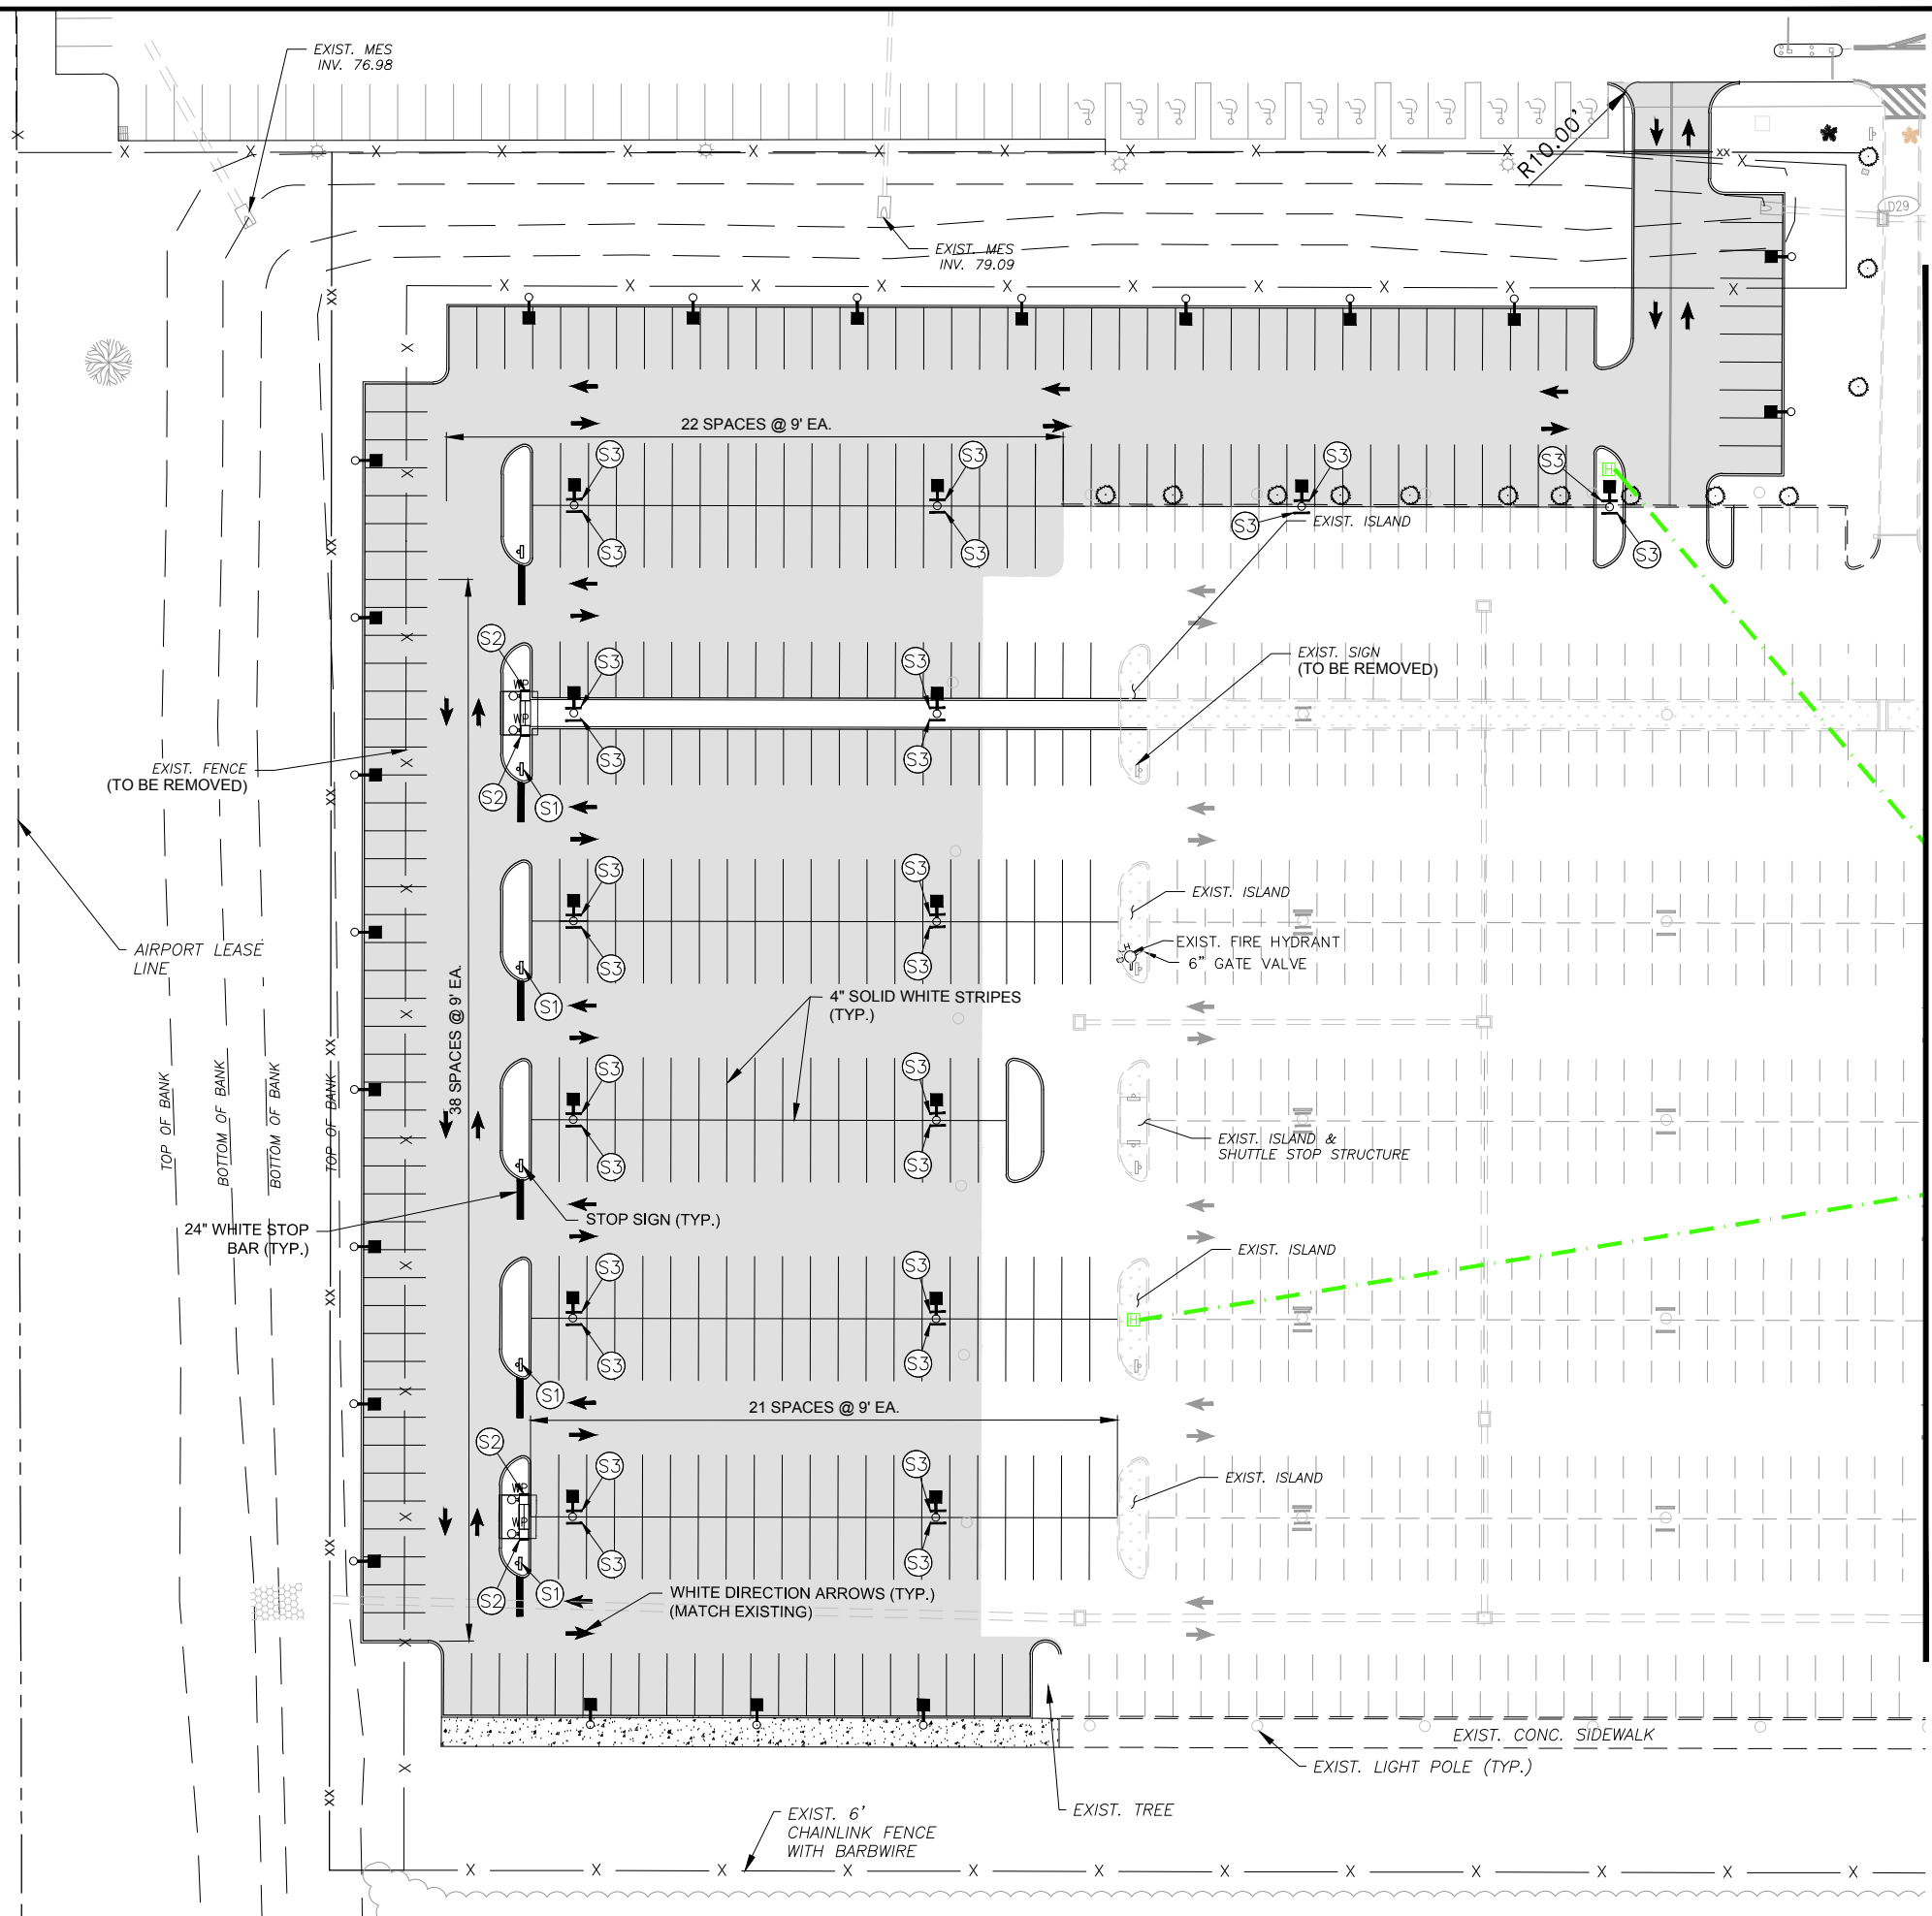 EXIST. MES
INV. 76.98
R10.00'
D29
EXIST. MES
INV. 79.09
22 SPACES @ 9' EA.
S3
S3
S3
S3
S3
S3
S3
S3
EXIST. ISLAND
S2
S3
S3
EXIST. SIGN
(TO BE REMOVED)
WP
WP
EXIST. FENCE
(TO BE REMOVED)
S3
S3
S2
S1
S3
S3
EXIST. ISLAND
AIRPORT LEASE
LINE
EXIST. FIRE HYDRANT
6" GATE VALVE
H
S3
S3
S1
4" SOLID WHITE STRIPES
(TYP.)
38 SPACES @ 9' EA.
TOP OF BANK
BOTTOM OF BANK
BOTTOM OF BANK
TOP OF BANK
S3
S3
EXIST. ISLAND &
SHUTTLE STOP STRUCTURE
S3
S3
24" WHITE STOP
BAR (TYP.)
STOP SIGN (TYP.)
EXIST. ISLAND
S3
S3
H
S3
S3
S1
21 SPACES @ 9' EA.
S2
S3
S3
EXIST. ISLAND
WP
WP
S3
S3
S2
S1
WHITE DIRECTION ARROWS (TYP.)
(MATCH EXISTING)
EXIST. CONC. SIDEWALK
EXIST. LIGHT POLE (TYP.)
EXIST. TREE
EXIST. 6'
CHAINLINK FENCE
WITH BARBWIRE